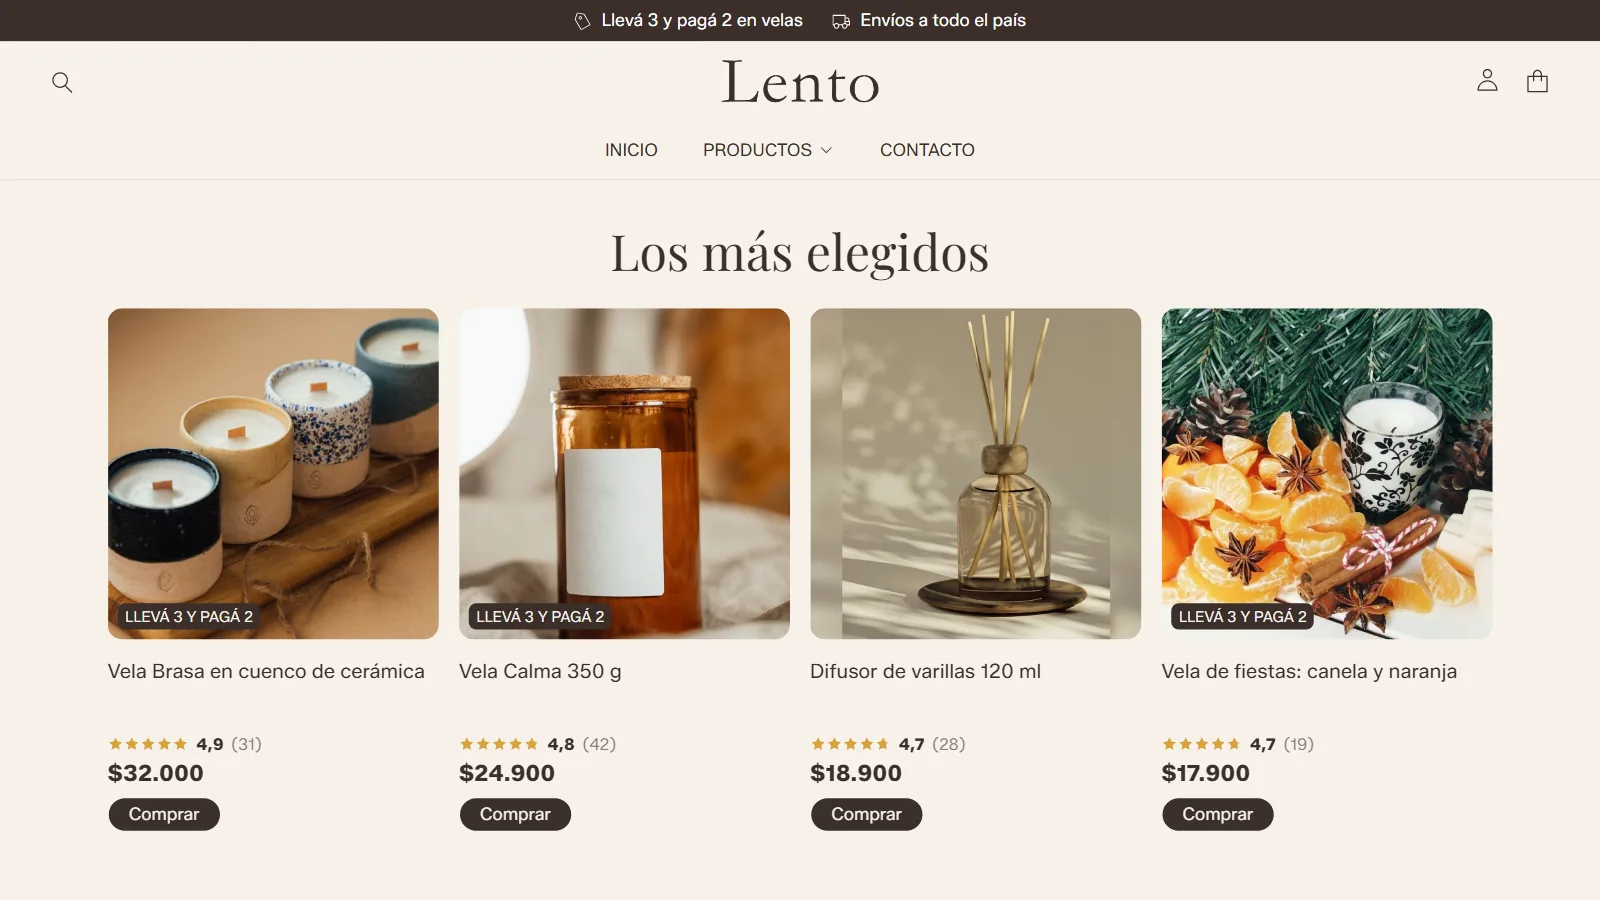 Llevá 3 y pagá 2 en velas
Envíos a todo el país
Lento
INICIO
PRODUCTOS
CONTACTO
Los más elegidos
LLEVÁ 3 Y PAGÁ 2
LLEVÁ 3 Y PAGÁ 2
LLEVÁ 3 Y PAGÁ 2
Vela Brasa en cuenco de cerámica
Vela Calma 350 g
Difusor de varillas 120 ml
Vela de fiestas: canela y naranja
4,9 (31)
4,8 (42)
4,7 (28)
4,7 (19)
$32.000
$24.900
$18.900
$17.900
Comprar
Comprar
Comprar
Comprar